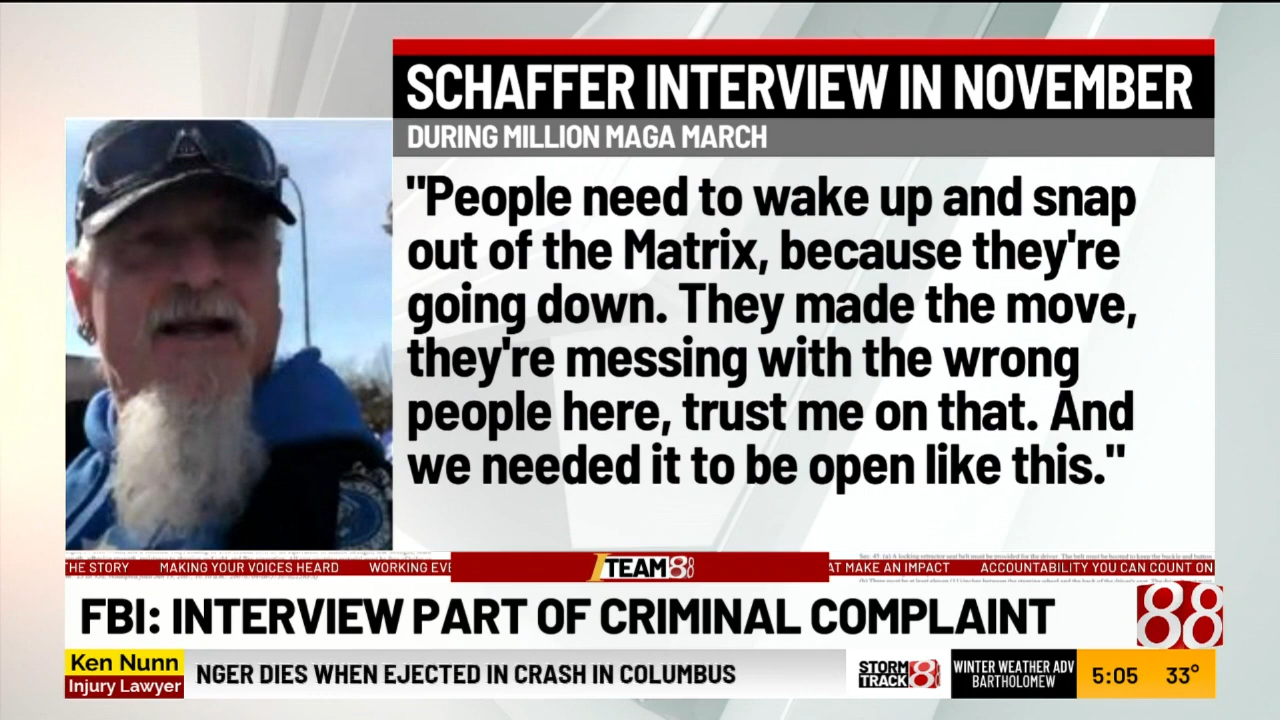 SCHAFFER INTERVIEW IN NOVEMBER
DURING MILLION MAGA MARCH
"People need to wake up and snap
out of the Matrix, because they're
going down. They made the move,
they're messing with the wrong
people here, trust me on that. And
we needed it to be open like this."
THE STORY MAKING YOUR VOICES HEARD WORKING EVE
I TEAM 8
AT MAKE AN IMPACT ACCOUNTABILITY YOU CAN COUNT ON
FBI: INTERVIEW PART OF CRIMINAL COMPLAINT
88
Ken Nunn
Injury Lawyer
NGER DIES WHEN EJECTED IN CRASH IN COLUMBUS
STORM
TRACK 8
WINTER WEATHER ADV
BARTHOLOMEW
5:05 33°